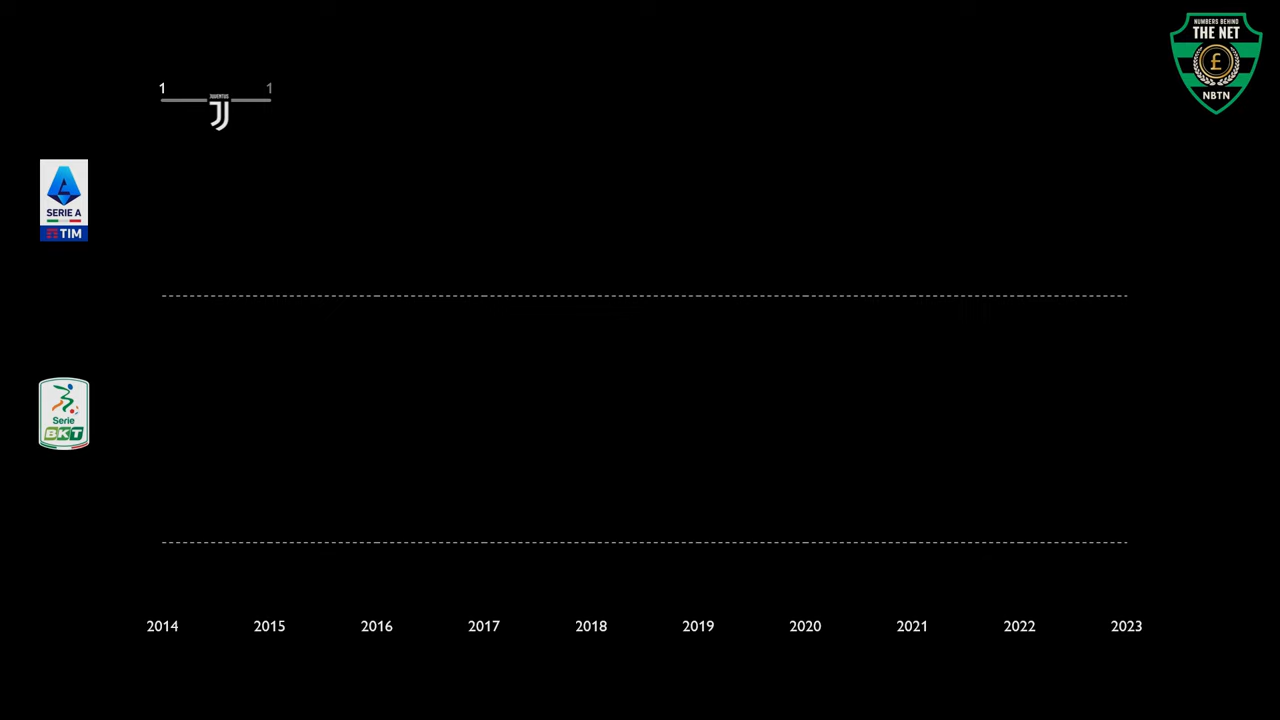 NUMBERS BEHIND
THE NET
£
NBTN
1 1
JUVENTUS
SERIE A
TIM
Serie
BKT
2014 2015 2016 2017 2018 2019 2020 2021 2022 2023